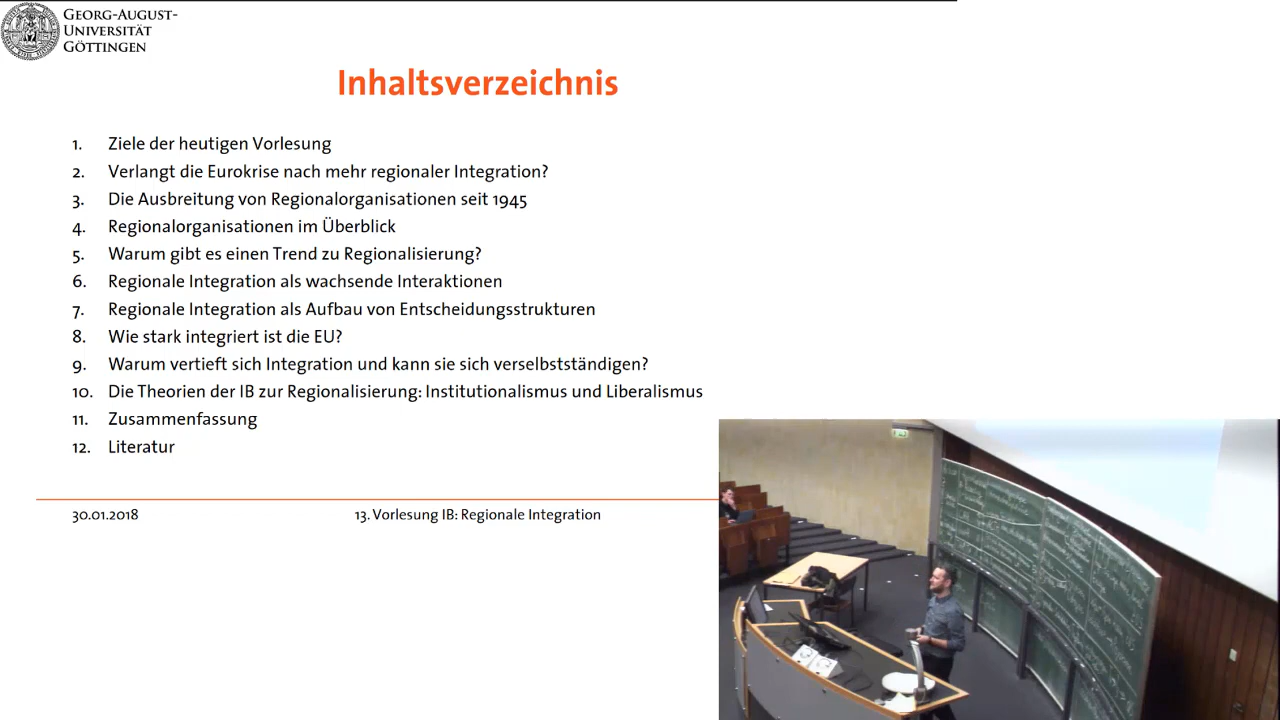 Georg-August-
Universität
Göttingen
Inhaltsverzeichnis
1. Ziele der heutigen Vorlesung
2. Verlangt die Eurokrise nach mehr regionaler Integration?
3. Die Ausbreitung von Regionalorganisationen seit 1945
4. Regionalorganisationen im Überblick
5. Warum gibt es einen Trend zu Regionalisierung?
6. Regionale Integration als wachsende Interaktionen
7. Regionale Integration als Aufbau von Entscheidungsstrukturen
8. Wie stark integriert ist die EU?
9. Warum vertieft sich Integration und kann sie sich verselbstständigen?
10. Die Theorien der IB zur Regionalisierung: Institutionalismus und Liberalismus
11. Zusammenfassung
12. Literatur
30.01.2018
13. Vorlesung IB: Regionale Integration